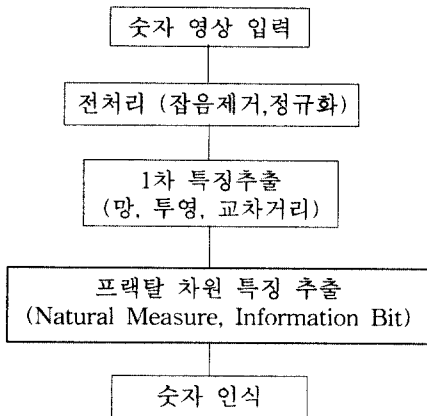 숫자 영상 입력
전처리 (잡음제거,정규화)
1차 특징추출
(망, 투영, 교차거리)
프랙탈 차원 특징 추출
(Natural Measure, Information Bit)
숫자 인식